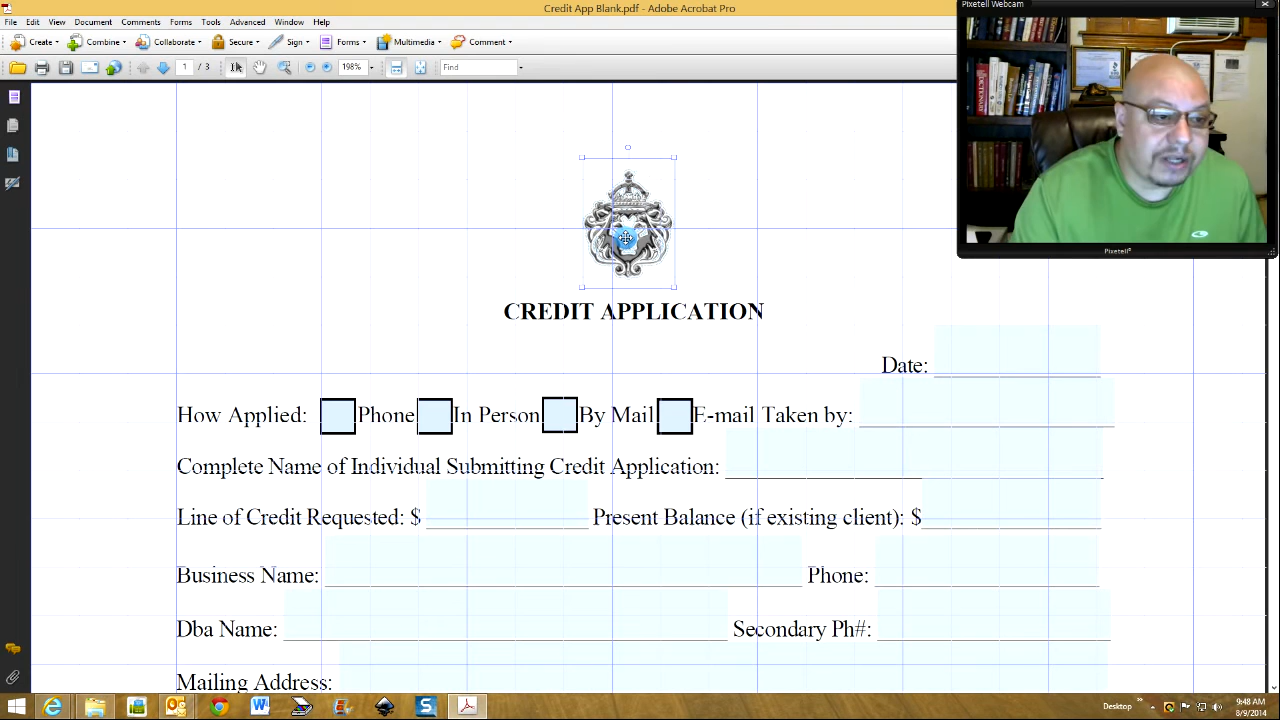 Credit App Blank.pdf - Adobe Acrobat Pro
Pixetell Webcam
File Edit View Document Comments Forms Tools Advanced Window Help
Create Combine Collaborate Secure Sign Forms Multimedia Comment
1 / 3 198% Find
DICTIONARY
Pixetell®
CREDIT APPLICATION
Date:
How Applied: Phone In Person By Mail E-mail Taken by:
Complete Name of Individual Submitting Credit Application:
Line of Credit Requested: $ Present Balance (if existing client): $
Business Name: Phone:
Dba Name: Secondary Ph#:
Mailing Address:
Desktop
9:48 AM
8/9/2014